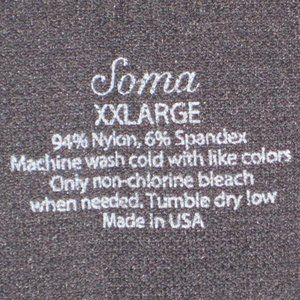 Soma
XXLARGE
94% Nylon, 6% Spandex
Machine wash cold with like colors
Only non-chlorine bleach
when needed. Tumble dry low
Made in USA